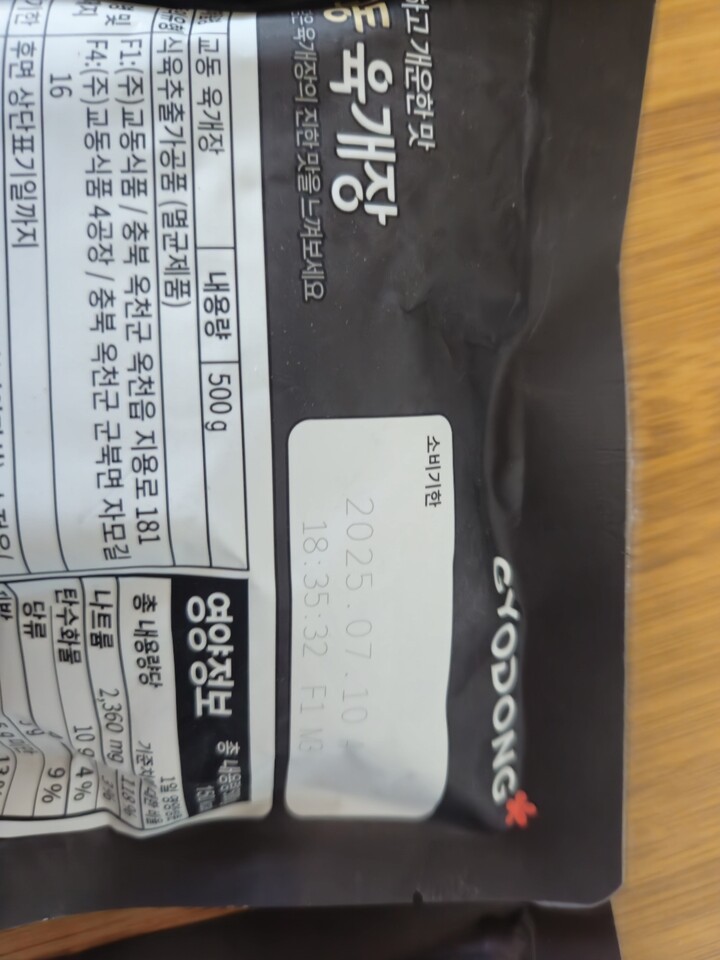 GYODONG
고 개운한 맛
동 육개장
육개장의 진한 맛을 느껴보세요
소비기한
2025.07.10
18:35:32 F1
교동 육개장
내용량
500 g
식육추출가공품 (멸균제품)
F1:(주)교동식품 / 충북 옥천군 옥천읍 지용로 181
F4:(주)교동식품 4공장 / 충북 옥천군 군북면 자모길
16
후면 상단표기일까지
영양정보
총 내용량당
나트륨 2,360 mg
탄수화물 10 g 4 %
당류 9 %